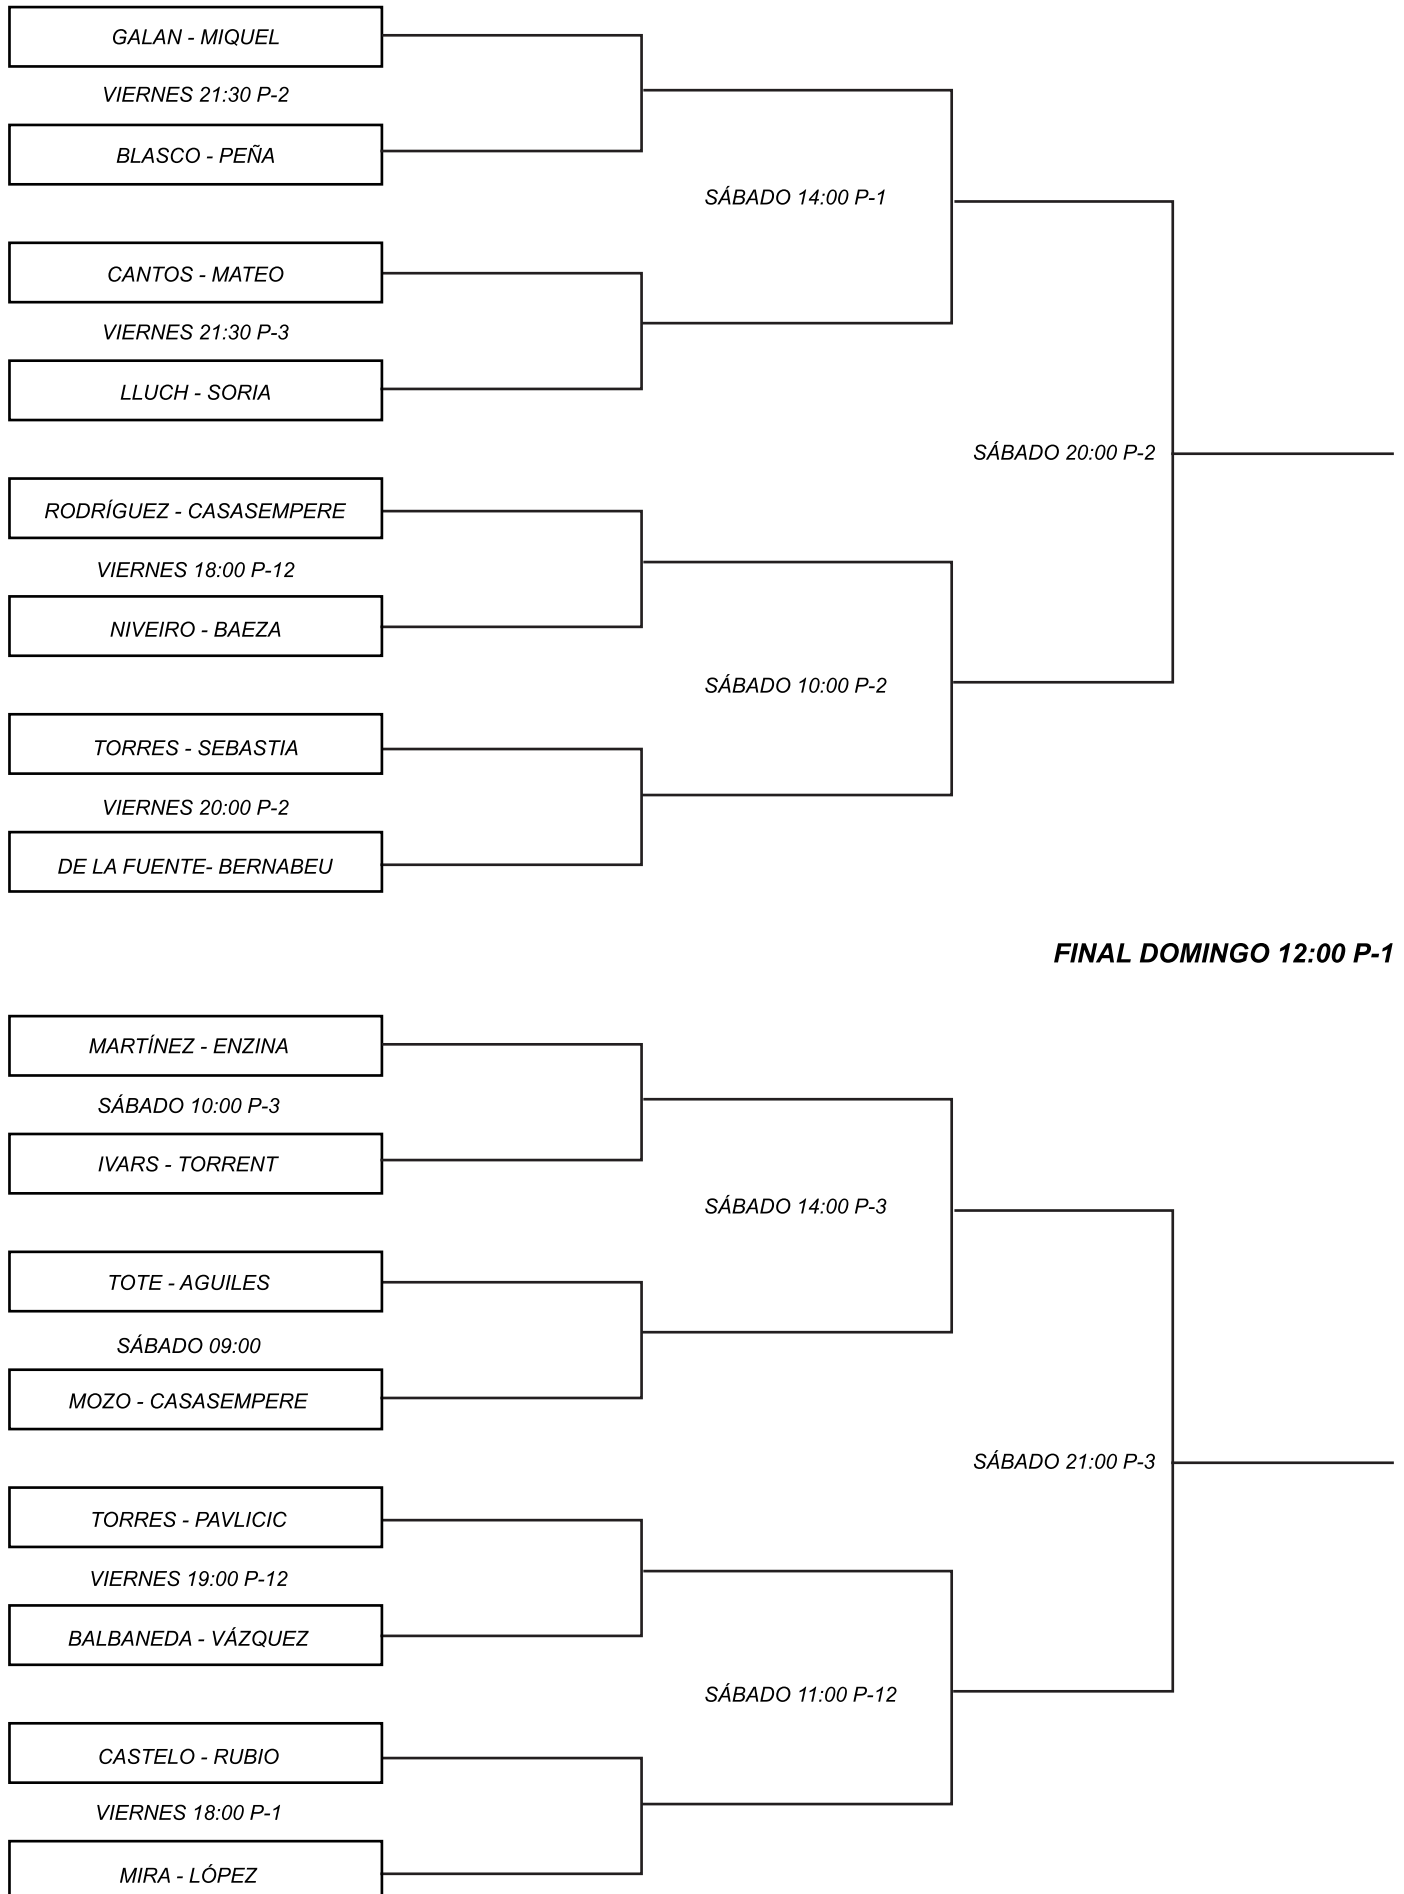 GALAN - MIQUEL
VIERNES 21:30 P-2
BLASCO - PEÑA
SÁBADO 14:00 P-1
CANTOS - MATEO
VIERNES 21:30 P-3
LLUCH - SORIA
SÁBADO 20:00 P-2
RODRÍGUEZ - CASASEMPERE
VIERNES 18:00 P-12
NIVEIRO - BAEZA
SÁBADO 10:00 P-2
TORRES - SEBASTIA
VIERNES 20:00 P-2
DE LA FUENTE- BERNABEU
FINAL DOMINGO 12:00 P-1
MARTÍNEZ - ENZINA
SÁBADO 10:00 P-3
IVARS - TORRENT
SÁBADO 14:00 P-3
TOTE - AGUILES
SÁBADO 09:00
MOZO - CASASEMPERE
SÁBADO 21:00 P-3
TORRES - PAVLICIC
VIERNES 19:00 P-12
BALBANEDA - VÁZQUEZ
SÁBADO 11:00 P-12
CASTELO - RUBIO
VIERNES 18:00 P-1
MIRA - LÓPEZ